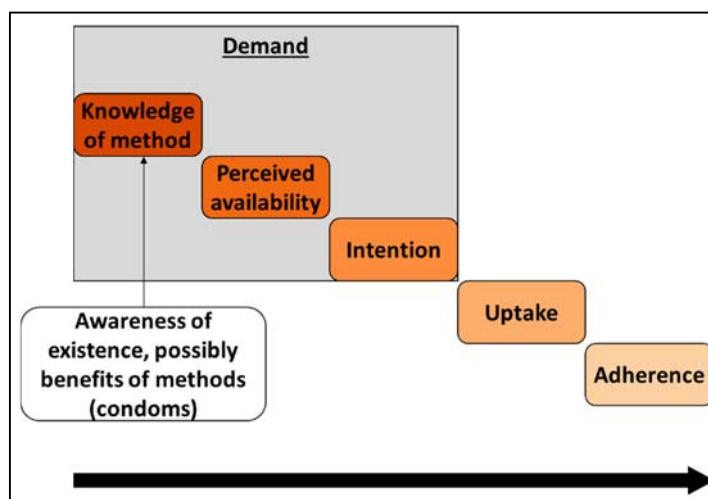 Demand
Knowledge
of method
Perceived
availability
Intention
Uptake
Adherence
Awareness of
existence, possibly
benefits of methods
(condoms)